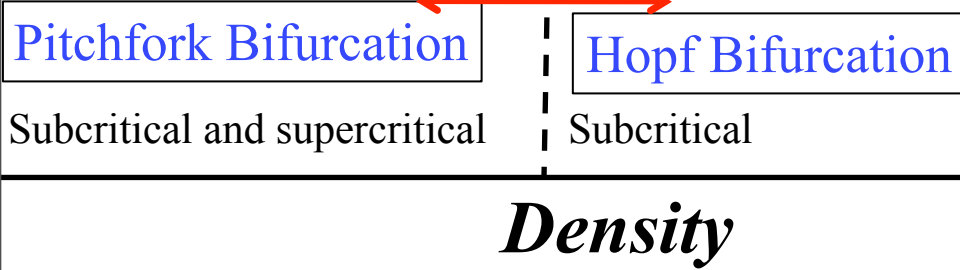 Pitchfork Bifurcation
Hopf Bifurcation
Subcritical and supercritical
Subcritical
Density